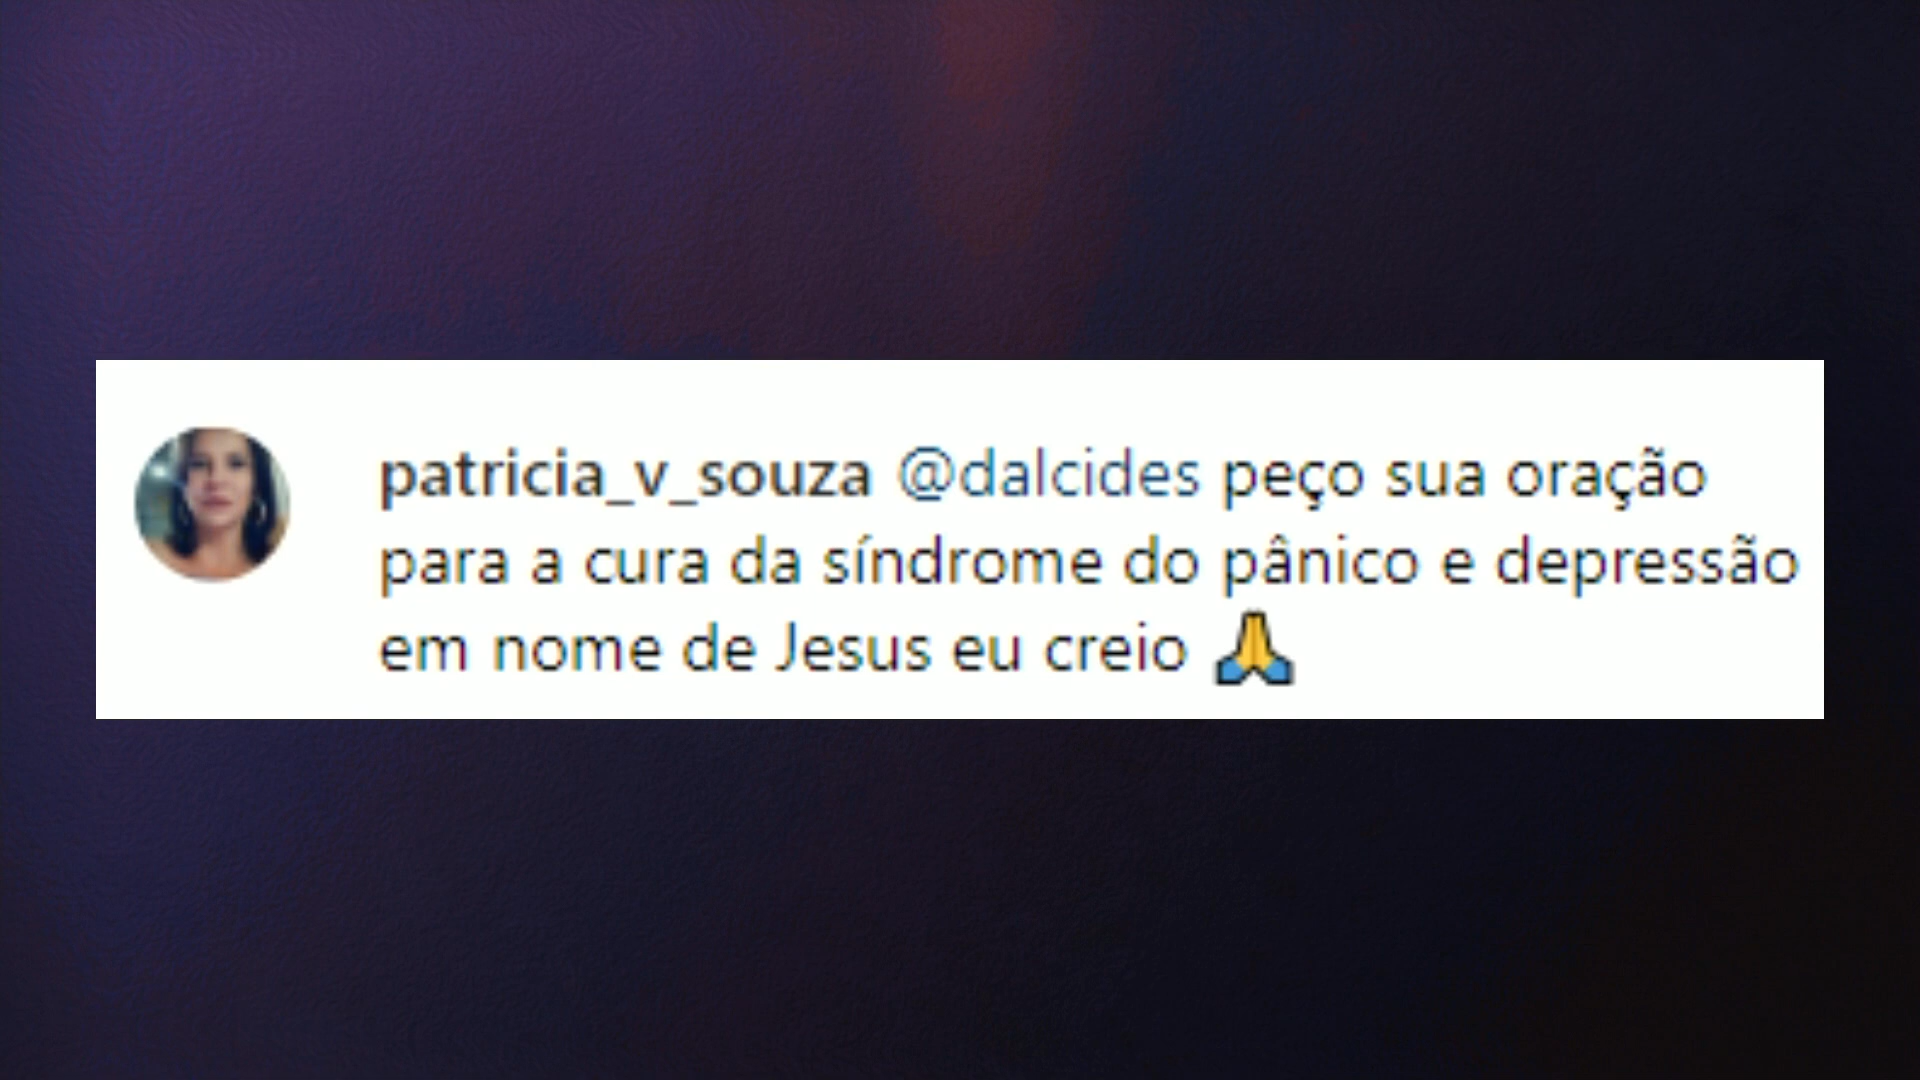 patricia_v_souza @dalcides peço sua oração
para a cura da síndrome do pânico e depressão
em nome de Jesus eu creio 🙏